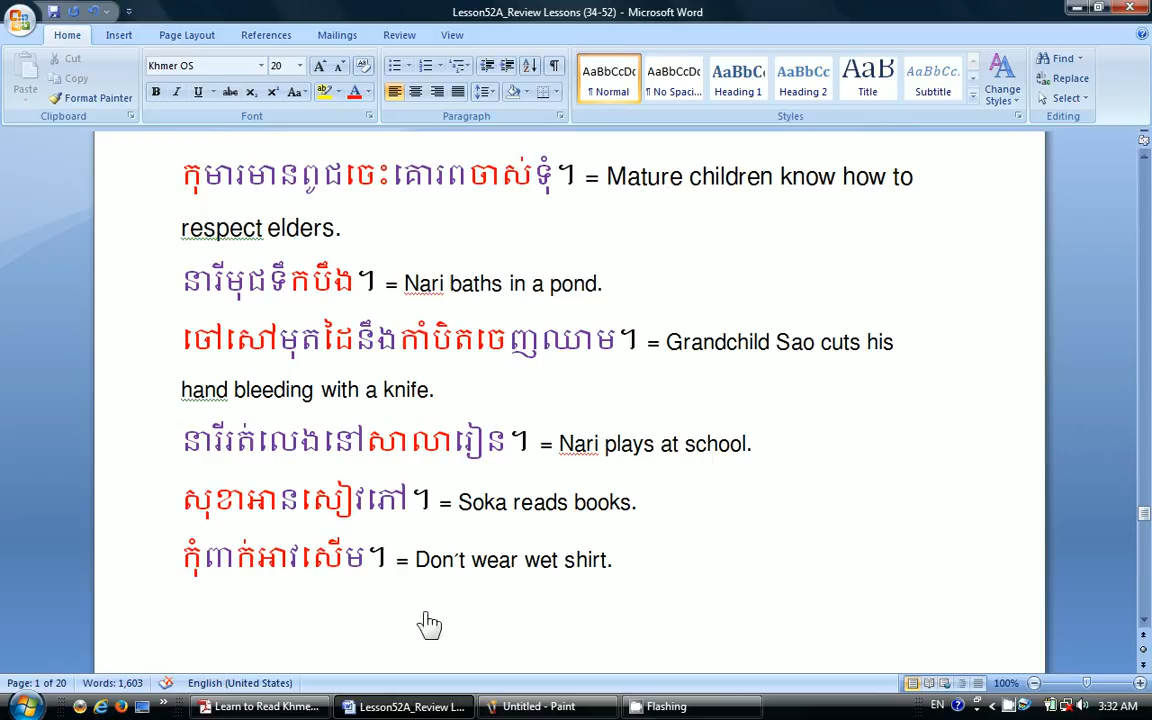 Lesson52A_Review Lessons (34-52) - Microsoft Word
Home Insert Page Layout References Mailings Review View
Cut
Copy
Format Painter
Paste
Clipboard
Khmer OS 20
Font
Paragraph
AaBbCcDc AaBbCcDc AaBbC AaBbCc AaB AaBbCc.
¶ Normal ¶ No Spaci... Heading 1 Heading 2 Title Subtitle
Change Styles
Styles
Find
Replace
Select
Editing
កុមារមានពូជចេះគោរពចាស់ទុំ។ = Mature children know how to
respect elders.
នារីមុជទឹកបឹង។ = Nari baths in a pond.
ចៅសៅមុតដៃនឹងកាំបិតចេញឈាម។ = Grandchild Sao cuts his
hand bleeding with a knife.
នារីរត់លេងនៅសាលារៀន។ = Nari plays at school.
សុខាអានសៀវភៅ។ = Soka reads books.
កុំពាក់អាវសើម។ = Don´t wear wet shirt.
Page: 1 of 20 Words: 1,603 English (United States) 100%
Learn to Read Khme... Lesson52A_Review L... Untitled - Paint Flashing EN 3:32 AM